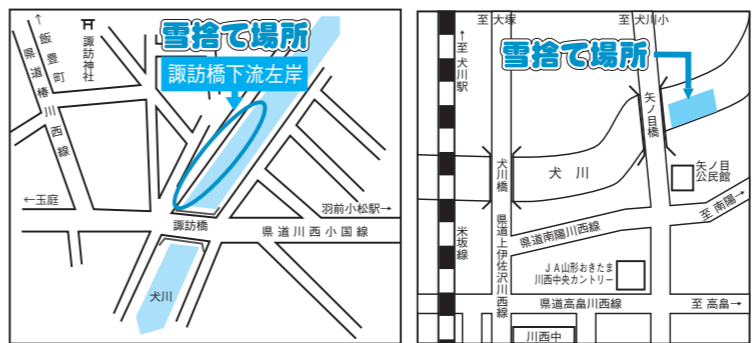 雪捨て場所
諏訪橋下流左岸
↑飯豊町
県道椿川西線
諏訪神社
←玉庭
諏訪橋
羽前小松駅→
県道川西小国線
犬川
至 大塚
至 犬川小
↑至 犬川駅
雪捨て場所
矢ノ目橋
犬川橋
犬川
矢ノ目
公民館
至 南陽→
県道南陽川西線
米坂線
県道上伊佐沢川西線
JA山形おきたま
川西中央カントリー
県道高畠川西線
至 高畠→
川西中